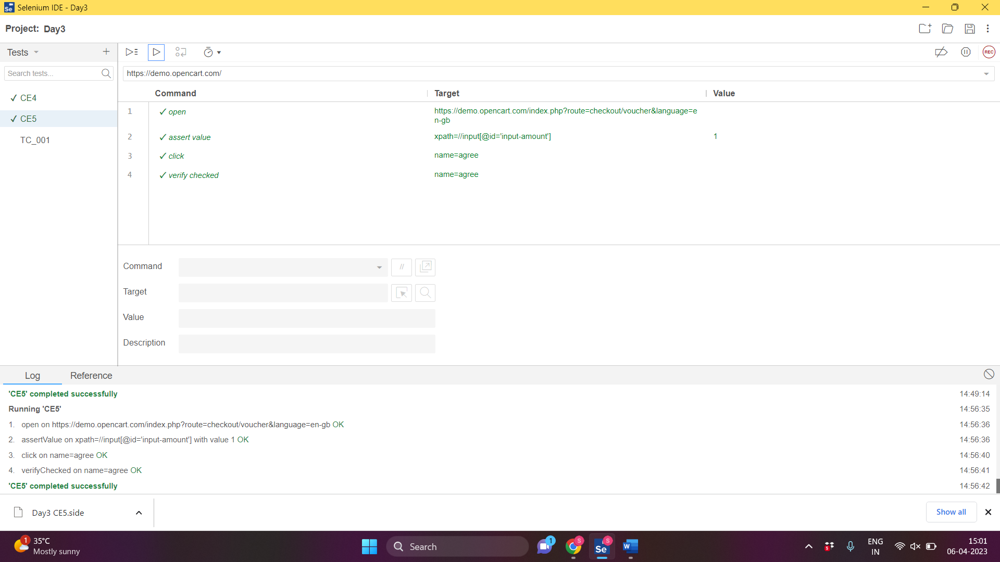 Selenium IDE - Day3
Project: Day3
Tests
REC
Search tests...
https://demo.opencart.com/
Command Target Value
CE4
CE5
TC_001
1 open https://demo.opencart.com/index.php?route=checkout/voucher&language=e
n-gb
2 assert value xpath=//input[@id='input-amount'] 1
3 click name=agree
4 verify checked name=agree
Command //
Target
Value
Description
Log Reference
'CE5' completed successfully 14:49:14
Running 'CE5' 14:56:35
1. open on https://demo.opencart.com/index.php?route=checkout/voucher&language=en-gb OK 14:56:36
2. assertValue on xpath=//input[@id='input-amount'] with value 1 OK 14:56:36
3. click on name=agree OK 14:56:40
4. verifyChecked on name=agree OK 14:56:41
'CE5' completed successfully 14:56:42
Day3 CE5.side Show all
1 35°C
Mostly sunny
Search
1
S
Se S
W
5
ENG
IN
15:01
06-04-2023